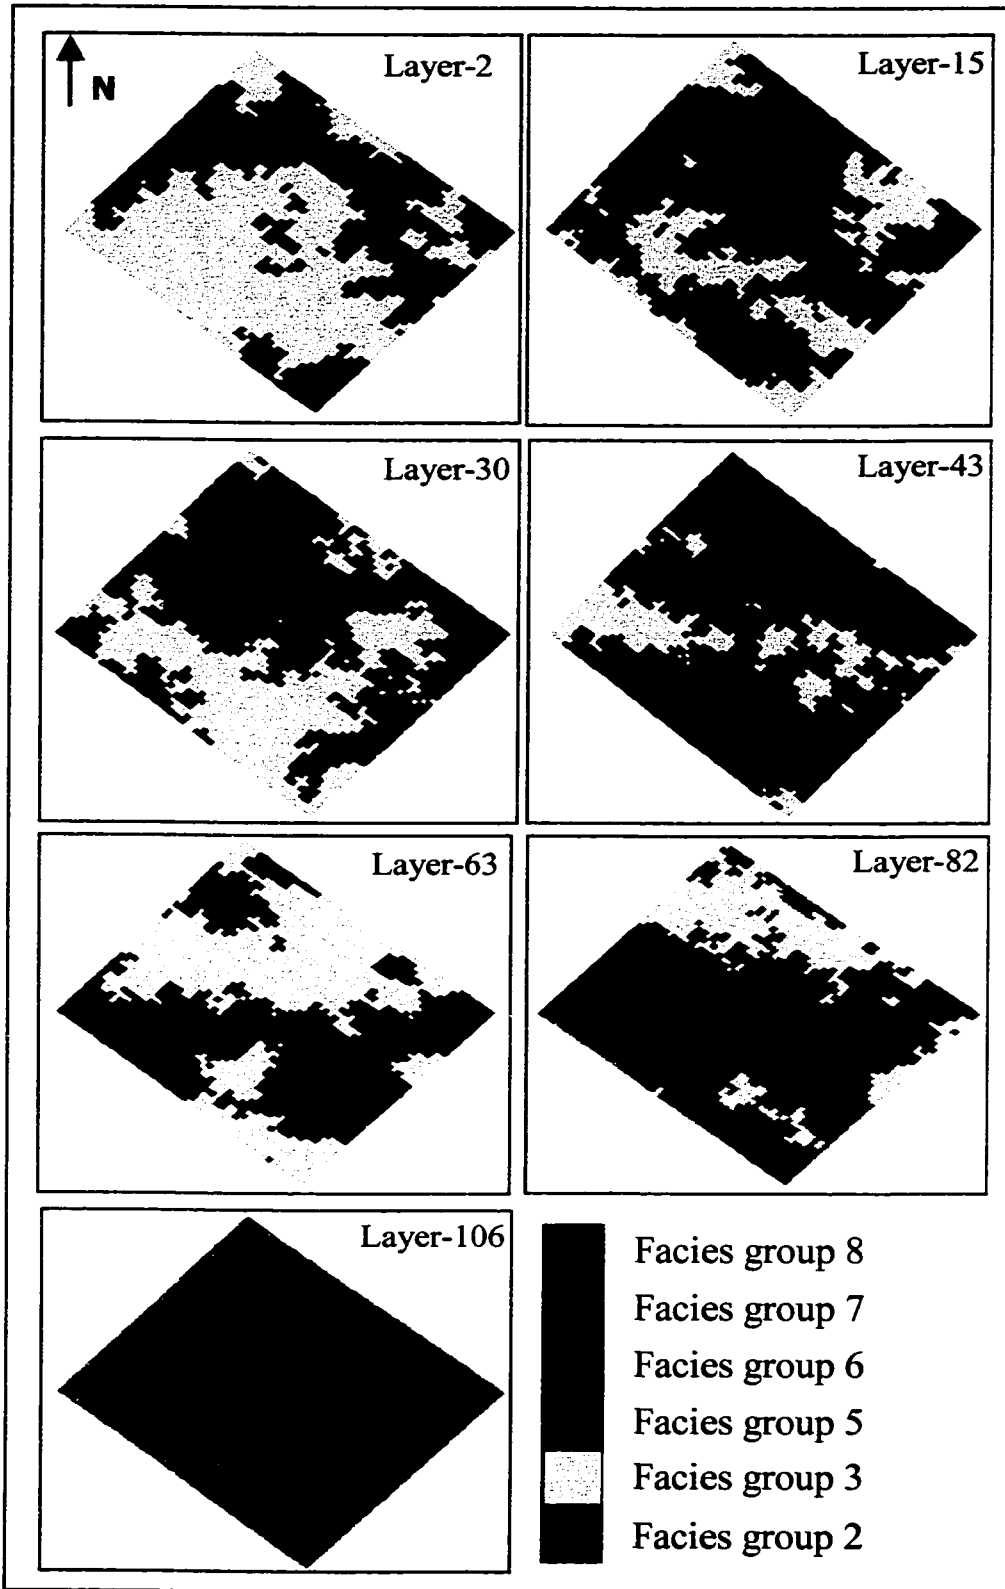 Layer-2
N
Layer-15
Layer-30
Layer-43
Layer-63
Layer-82
Layer-106
Facies group 8
Facies group 7
Facies group 6
Facies group 5
Facies group 3
Facies group 2